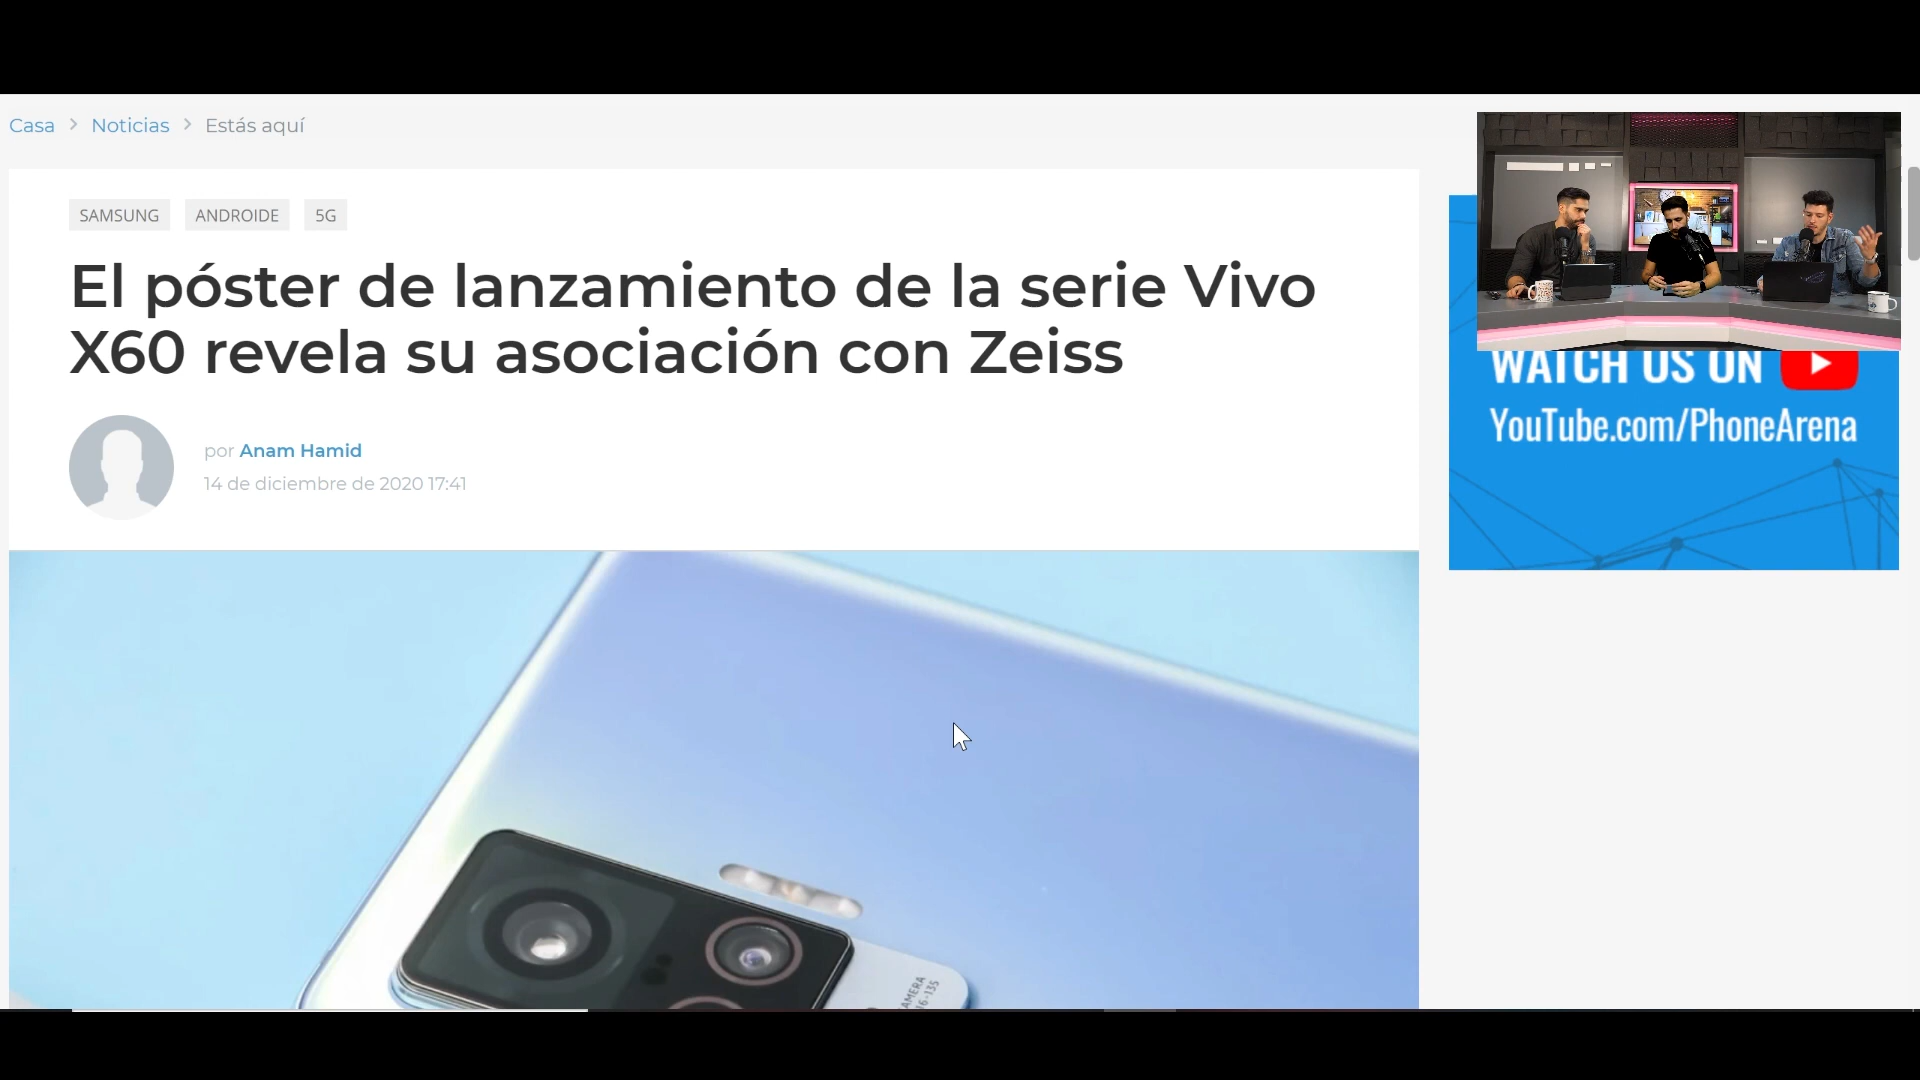 Casa > Noticias > Estás aquí
SAMSUNG ANDROIDE 5G
El póster de lanzamiento de la serie Vivo
X60 revela su asociación con Zeiss
por Anam Hamid
14 de diciembre de 2020 17:41
WATCH US ON
YouTube.com/PhoneArena